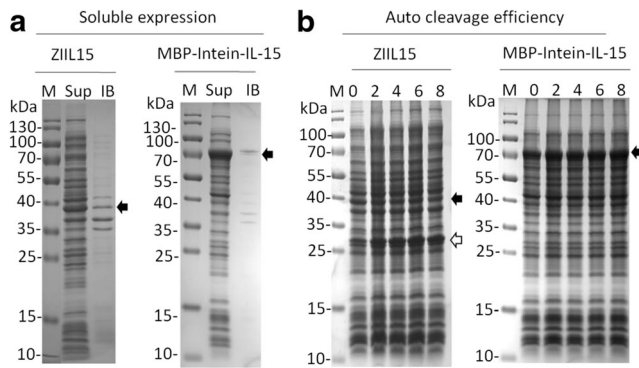 a Soluble expression
ZIIL15 MBP-Intein-IL-15
M Sup IB M Sup IB
kDa kDa
130- 130-
100- 100-
70- 70-
55- 55-
40- 40-
35- 35-
25- 25-
15- 15-
10- 10-
b Auto cleavage efficiency
ZIIL15 MBP-Intein-IL-15
M 0 2 4 6 8 M 0 2 4 6 8
kDa kDa
100- 100-
70- 70-
55- 55-
40- 40-
35- 35-
25- 25-
15- 15-
10- 10-